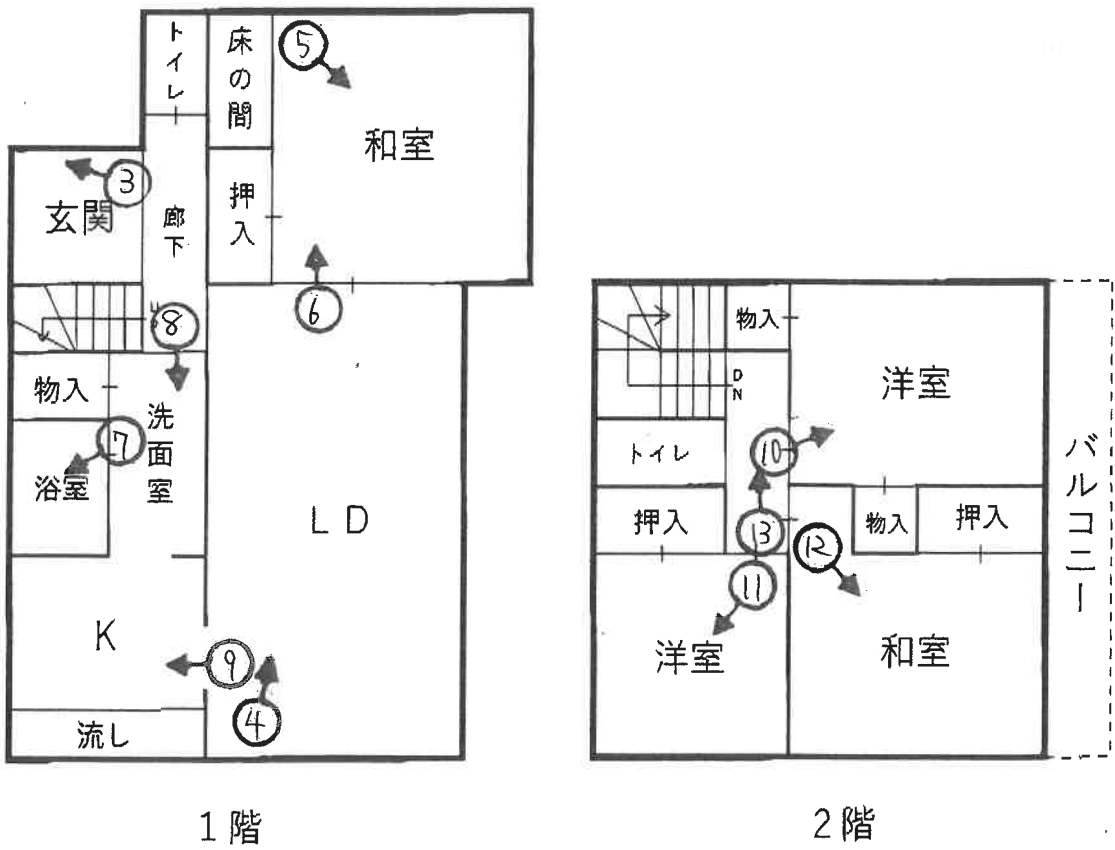 トイレ
床の間
⑤
和室
③
玄関
廊下
押入
⑥
UP
⑧
物入
洗面室
⑦
浴室
LD
K
⑨
④
流し
1階
物入
DN
洋室
トイレ
⑩
押入
⑬
物入
押入
⑫
⑪
洋室
和室
バルコニー
2階